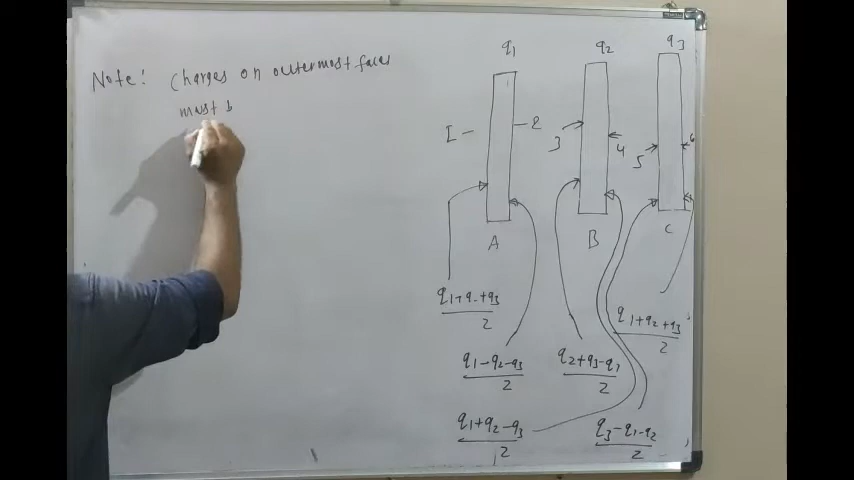 Note: Charges on outermost faces
must b
q1 q2 q3
1 2 3 4 5 6
A B C
q1+q-+q3
2
q1+q2+q3
2
q1-q2-q3
2
q2+q3-q1
2
q1+q2-q3
2
q3-q1-q2
2